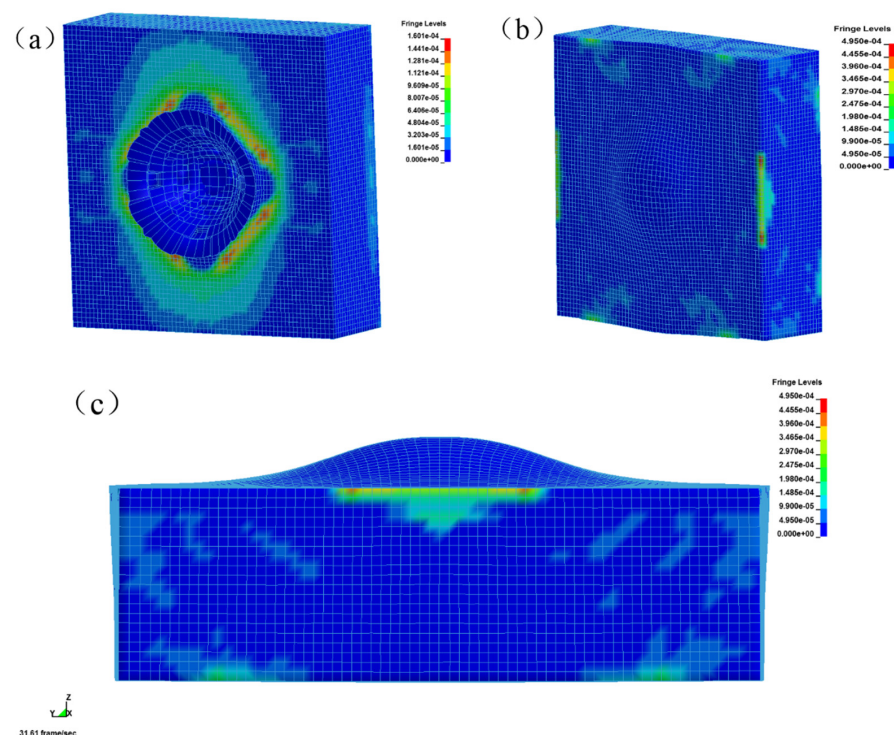 (a)
Fringe Levels
1.601e-04
1.441e-04
1.281e-04
1.121e-04
9.609e-05
8.007e-05
6.406e-05
4.804e-05
3.203e-05
1.601e-05
0.000e+00
(b)
Fringe Levels
4.950e-04
4.455e-04
3.960e-04
3.465e-04
2.970e-04
2.475e-04
1.980e-04
1.485e-04
9.900e-05
4.950e-05
0.000e+00
(c)
Fringe Levels
4.950e-04
4.455e-04
3.960e-04
3.465e-04
2.970e-04
2.475e-04
1.980e-04
1.485e-04
9.900e-05
4.950e-05
0.000e+00
Z
Y X
31.61 frame/sec